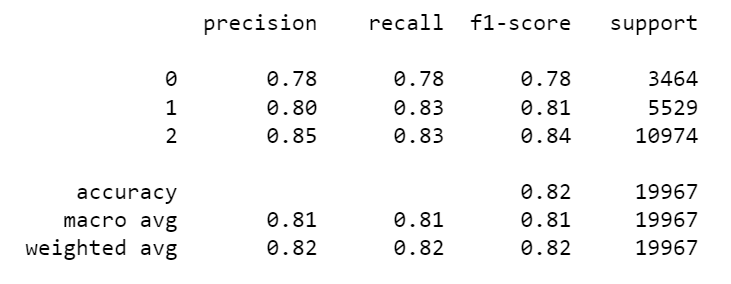 precision recall f1-score support
0 0.78 0.78 0.78 3464
1 0.80 0.83 0.81 5529
2 0.85 0.83 0.84 10974
accuracy 0.82 19967
macro avg 0.81 0.81 0.81 19967
weighted avg 0.82 0.82 0.82 19967